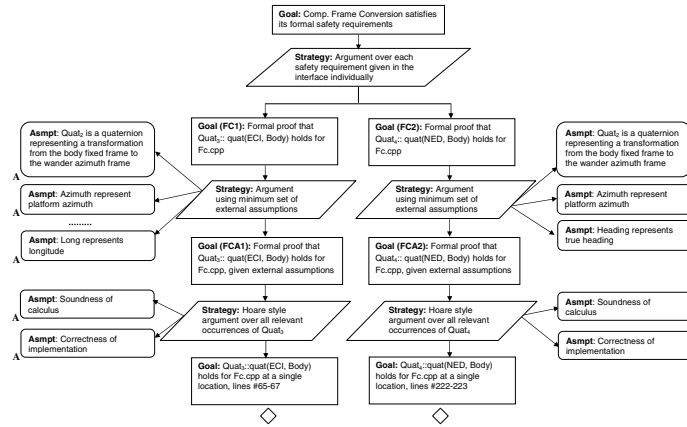 Goal: Comp. Frame Conversion satisfies
its formal safety requirements
Strategy: Argument over each
safety requirement given in the
interface individually
Asmpt: Quat₂ is a quaternion
representing a transformation
from the body fixed frame to
the wander azimuth frame
A
Asmpt: Azimuth represent
platform azimuth
A
.........
Asmpt: Long represents
longitude
A
Goal (FC1): Formal proof that
Quat₃:: quat(ECI, Body) holds for
Fc.cpp
Strategy: Argument
using minimum set of
external assumptions
Goal (FCA1): Formal proof that
Quat₃:: quat(ECI, Body) holds for
Fc.cpp, given external assumptions
Asmpt: Soundness of
calculus
A
Asmpt: Correctness of
implementation
A
Strategy: Hoare style
argument over all relevant
occurrences of Quat₃
Goal: Quat₃::quat(ECI, Body)
holds for Fc.cpp at a single
location, lines #65-67
Goal (FC2): Formal proof that
Quat₄:: quat(NED, Body) holds for
Fc.cpp
Strategy: Argument
using minimum set of
external assumptions
Goal (FCA2): Formal proof that
Quat₄:: quat(NED, Body) holds for
Fc.cpp, given external assumptions
Strategy: Hoare style
argument over all relevant
occurrences of Quat₄
Goal: Quat₄::quat(NED, Body)
holds for Fc.cpp at a single
location, lines #222-223
Asmpt: Quat₂ is a quaternion
representing a transformation
from the body fixed frame to
the wander azimuth frame
Asmpt: Azimuth represent
platform azimuth
Asmpt: Heading represents
true heading
Asmpt: Soundness of
calculus
Asmpt: Correctness of
implementation